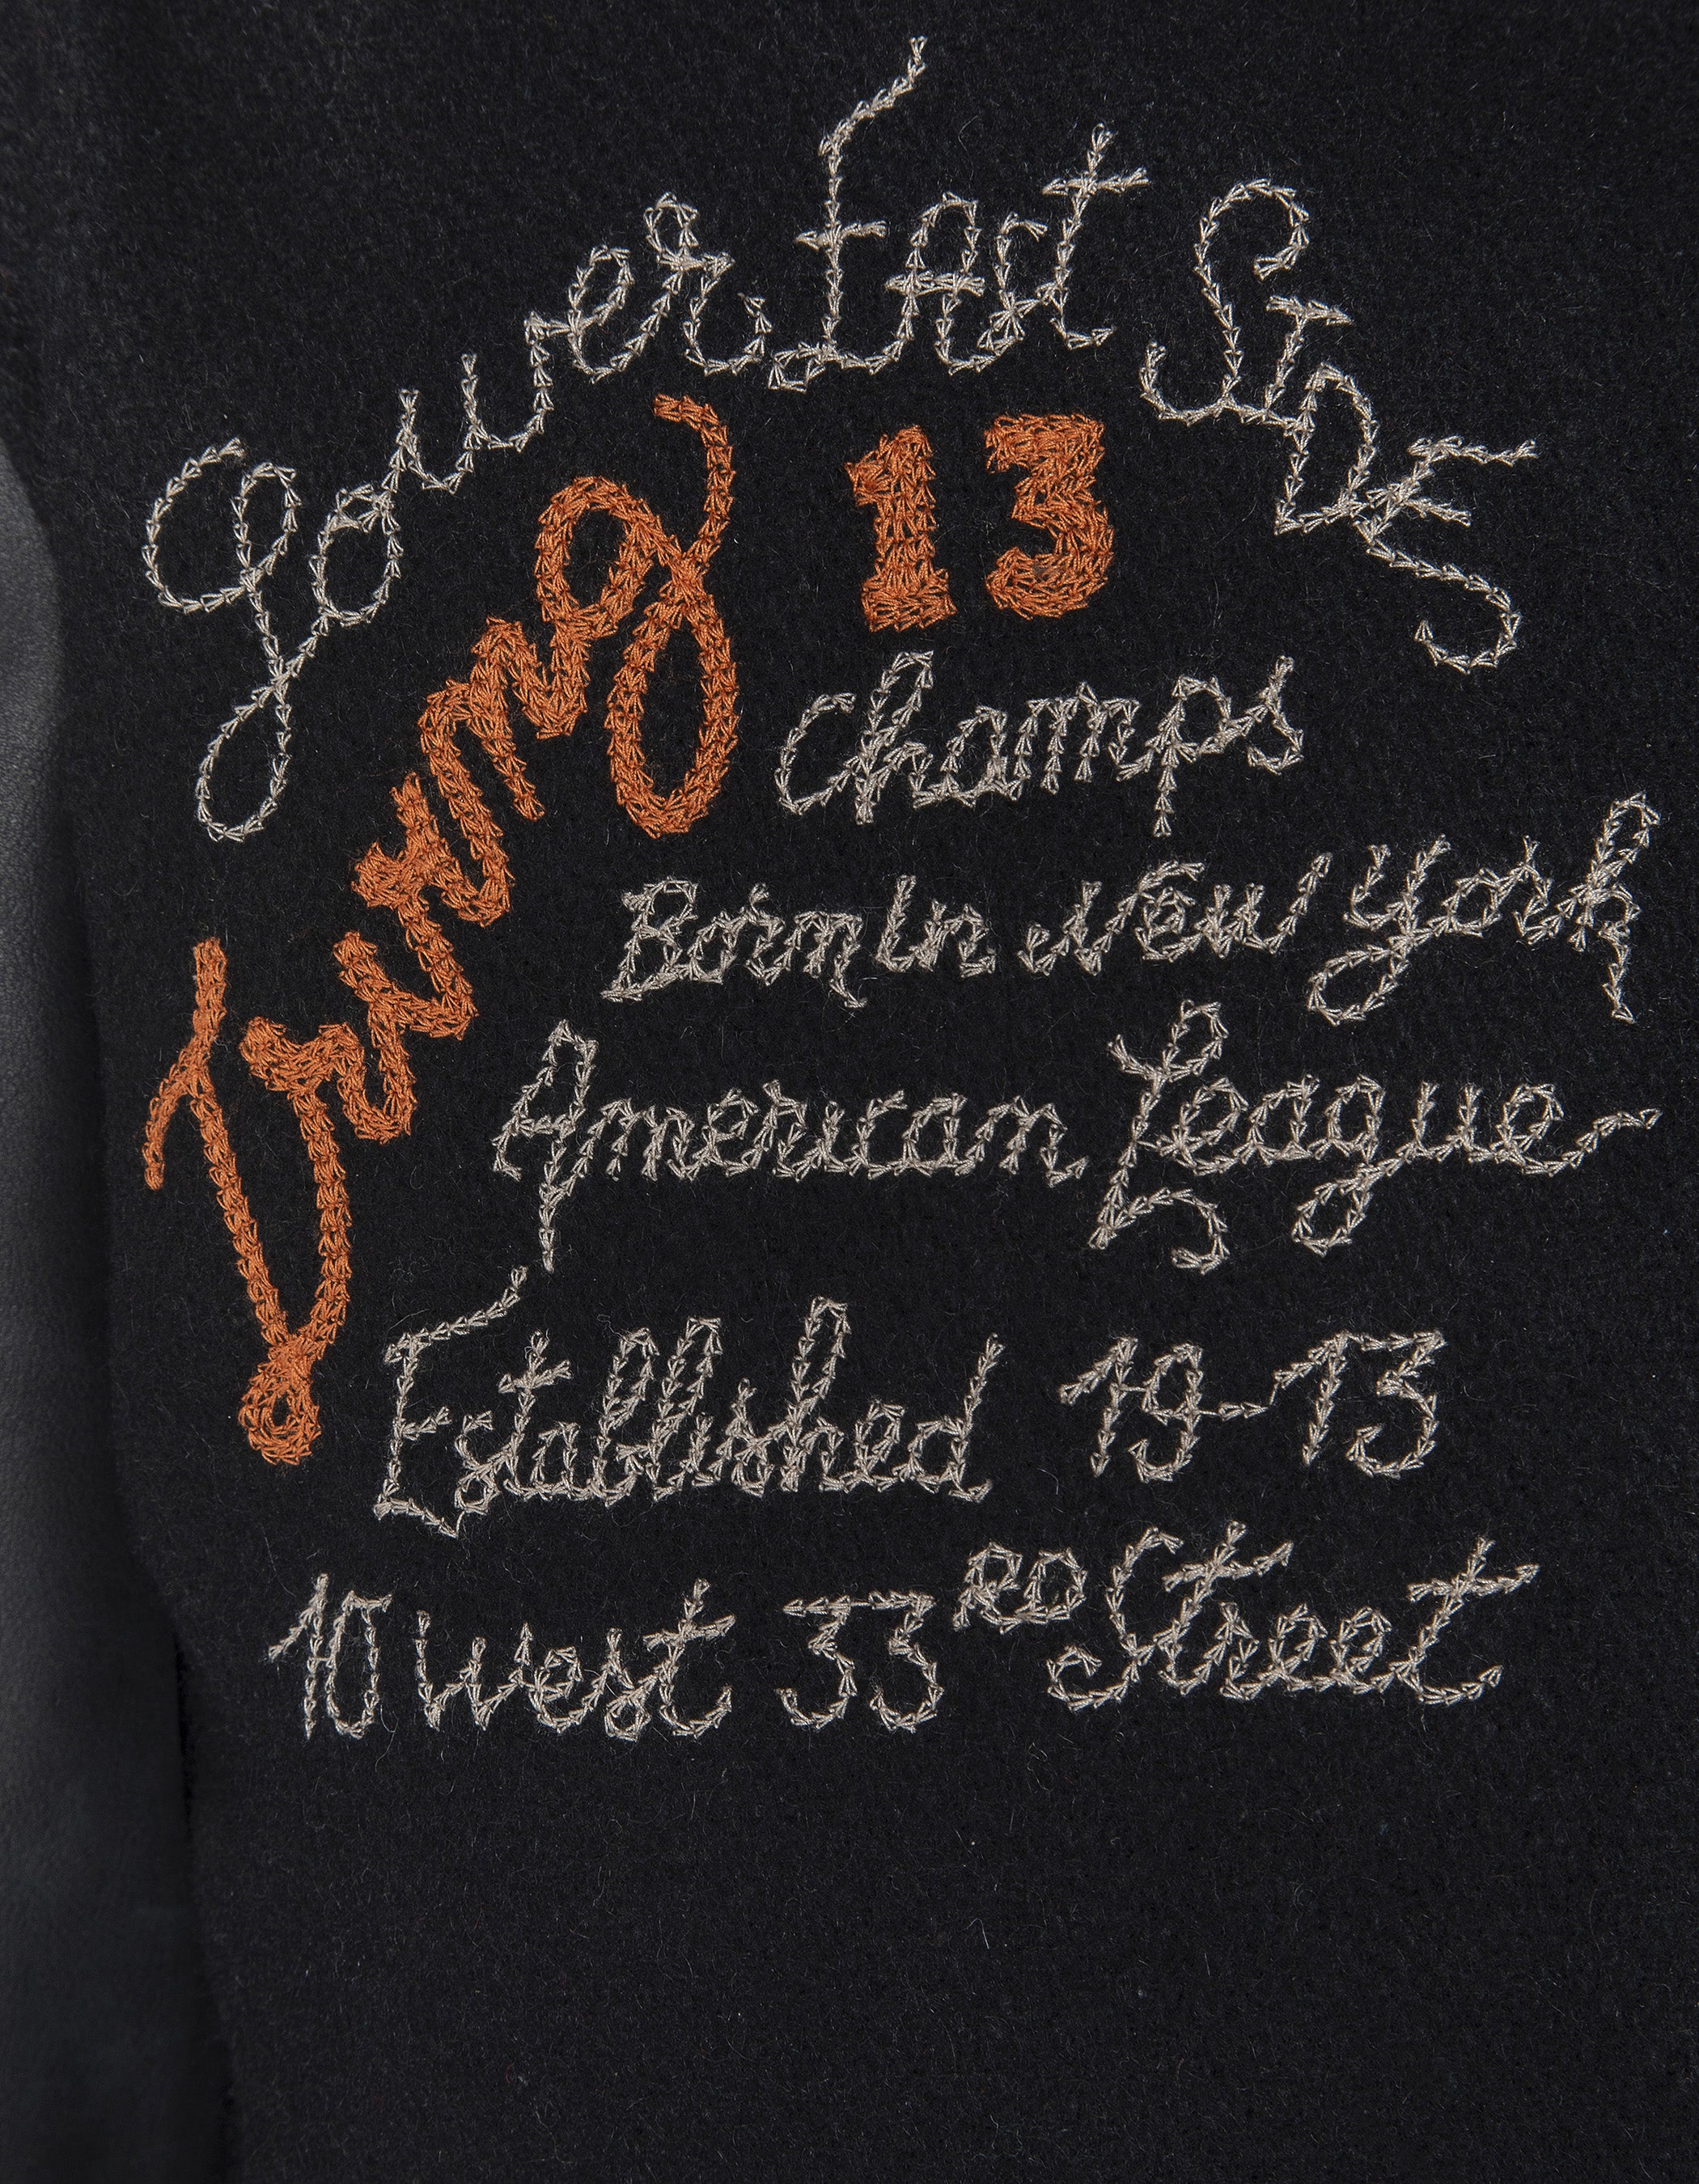 Lower East Side
Irving 13
Champs
Born In New York
American League
Established 19-13
10 West 33RD Street